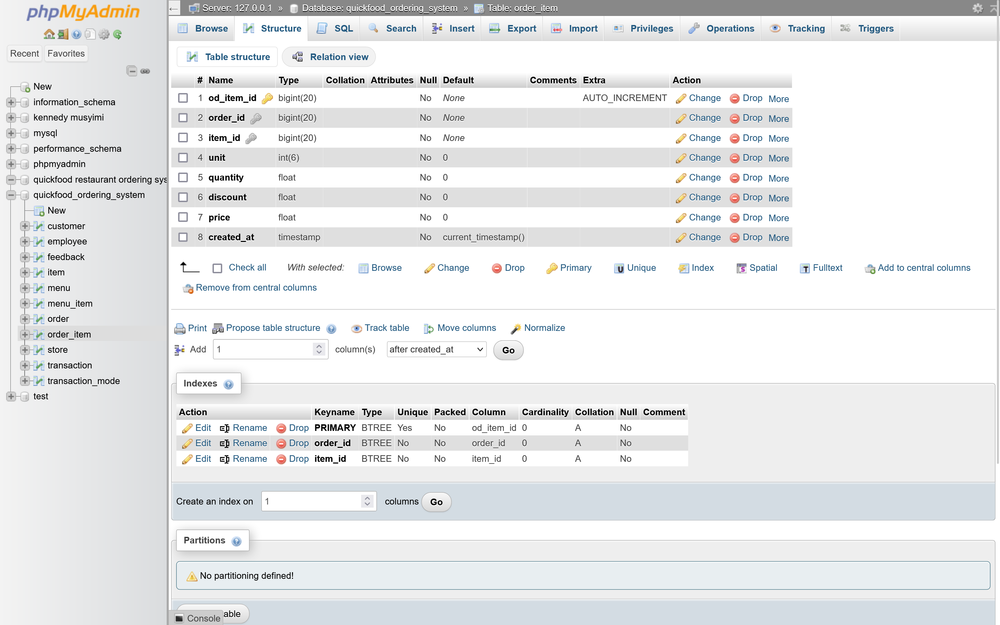 phpMyAdmin
Recent Favorites
New
information_schema
kennedy musyimi
mysql
performance_schema
phpmyadmin
quickfood restaurant ordering sys
quickfood_ordering_system
New
customer
employee
feedback
item
menu
menu_item
order
order_item
store
transaction
transaction_mode
test
Server: 127.0.0.1 » Database: quickfood_ordering_system » Table: order_item
Browse Structure SQL Search Insert Export Import Privileges Operations Tracking Triggers
Table structure Relation view
# Name Type Collation Attributes Null Default Comments Extra Action
1 od_item_id bigint(20) No None AUTO_INCREMENT Change Drop More
2 order_id bigint(20) No None Change Drop More
3 item_id bigint(20) No None Change Drop More
4 unit int(6) No 0 Change Drop More
5 quantity float No 0 Change Drop More
6 discount float No 0 Change Drop More
7 price float No 0 Change Drop More
8 created_at timestamp No current_timestamp() Change Drop More
Check all With selected: Browse Change Drop Primary Unique Index Spatial Fulltext Add to central columns
Remove from central columns
Print Propose table structure Track table Move columns Normalize
Add 1 column(s) after created_at Go
Indexes
Action Keyname Type Unique Packed Column Cardinality Collation Null Comment
Edit Rename Drop PRIMARY BTREE Yes No od_item_id 0 A No
Edit Rename Drop order_id BTREE No No order_id 0 A No
Edit Rename Drop item_id BTREE No No item_id 0 A No
Create an index on 1 columns Go
Partitions
No partitioning defined!
able
Console